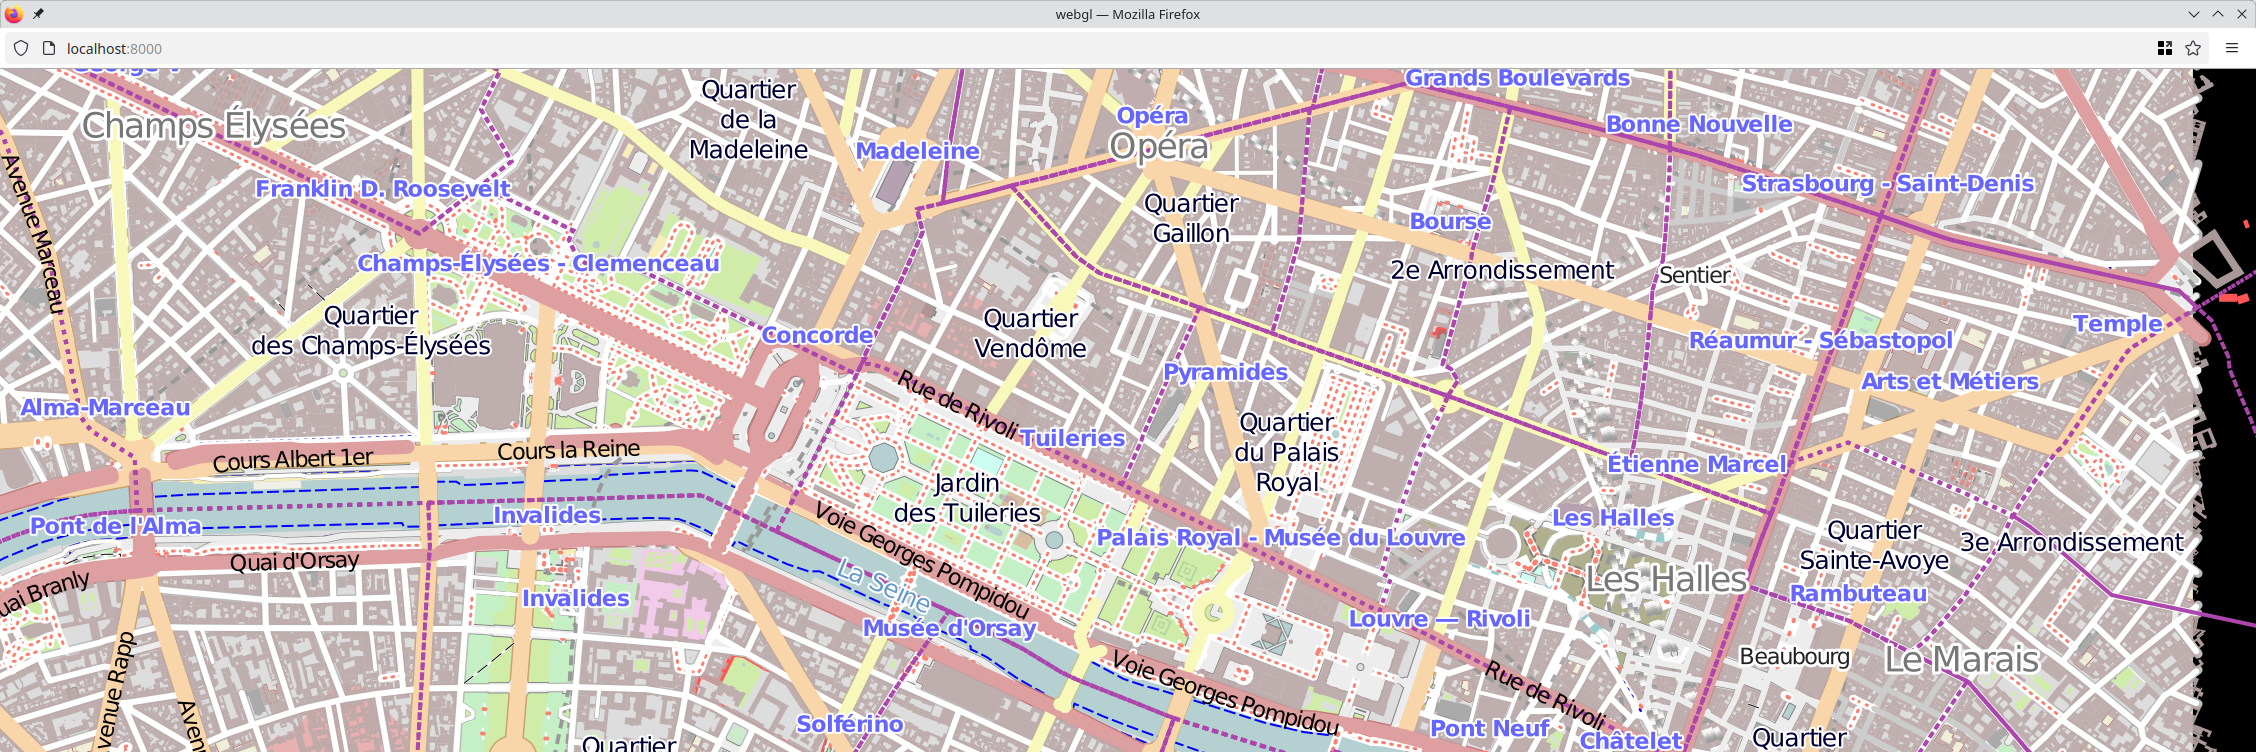 webgl — Mozilla Firefox
localhost:8000
George V
Grands Boulevards
Quartier
de la
Madeleine
Champs Élysées
Opéra
Opéra
Bonne Nouvelle
Madeleine
Avenue Marceau
Franklin D. Roosevelt
Strasbourg - Saint-Denis
Quartier
Gaillon
Bourse
Champs-Élysées - Clemenceau
2e Arrondissement
Sentier
Quartier
des Champs-Élysées
Quartier
Vendôme
Concorde
Temple
Réaumur - Sébastopol
Pyramides
Arts et Métiers
Alma-Marceau
Rue de Rivoli
Quartier
du Palais
Royal
Tuileries
Cours Albert 1er
Cours la Reine
Étienne Marcel
Jardin
des Tuileries
Pont de l'Alma
Invalides
Les Halles
Voie Georges Pompidou
Palais Royal - Musée du Louvre
Quartier
Sainte-Avoye
3e Arrondissement
Quai d'Orsay
uai Branly
La Seine
Les Halles
Invalides
Rambuteau
Musée d'Orsay
Louvre — Rivoli
Beaubourg
Le Marais
venue Rapp
Aven
Voie Georges Pompidou
Rue de Rivoli
Solférino
Pont Neuf
Châtelet
Quartier
Quartier